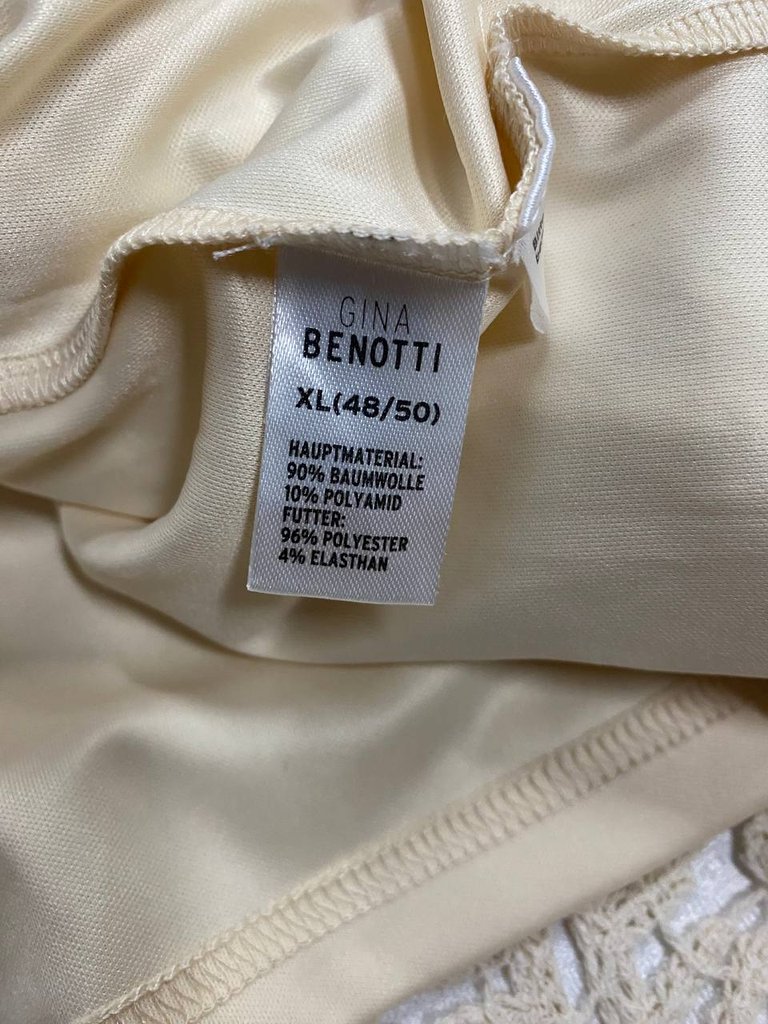 GINA
BENOTTI
XL(48/50)
HAUPTMATERIAL:
90% BAUMWOLLE
10% POLYAMID
FUTTER:
96% POLYESTER
4% ELASTHAN